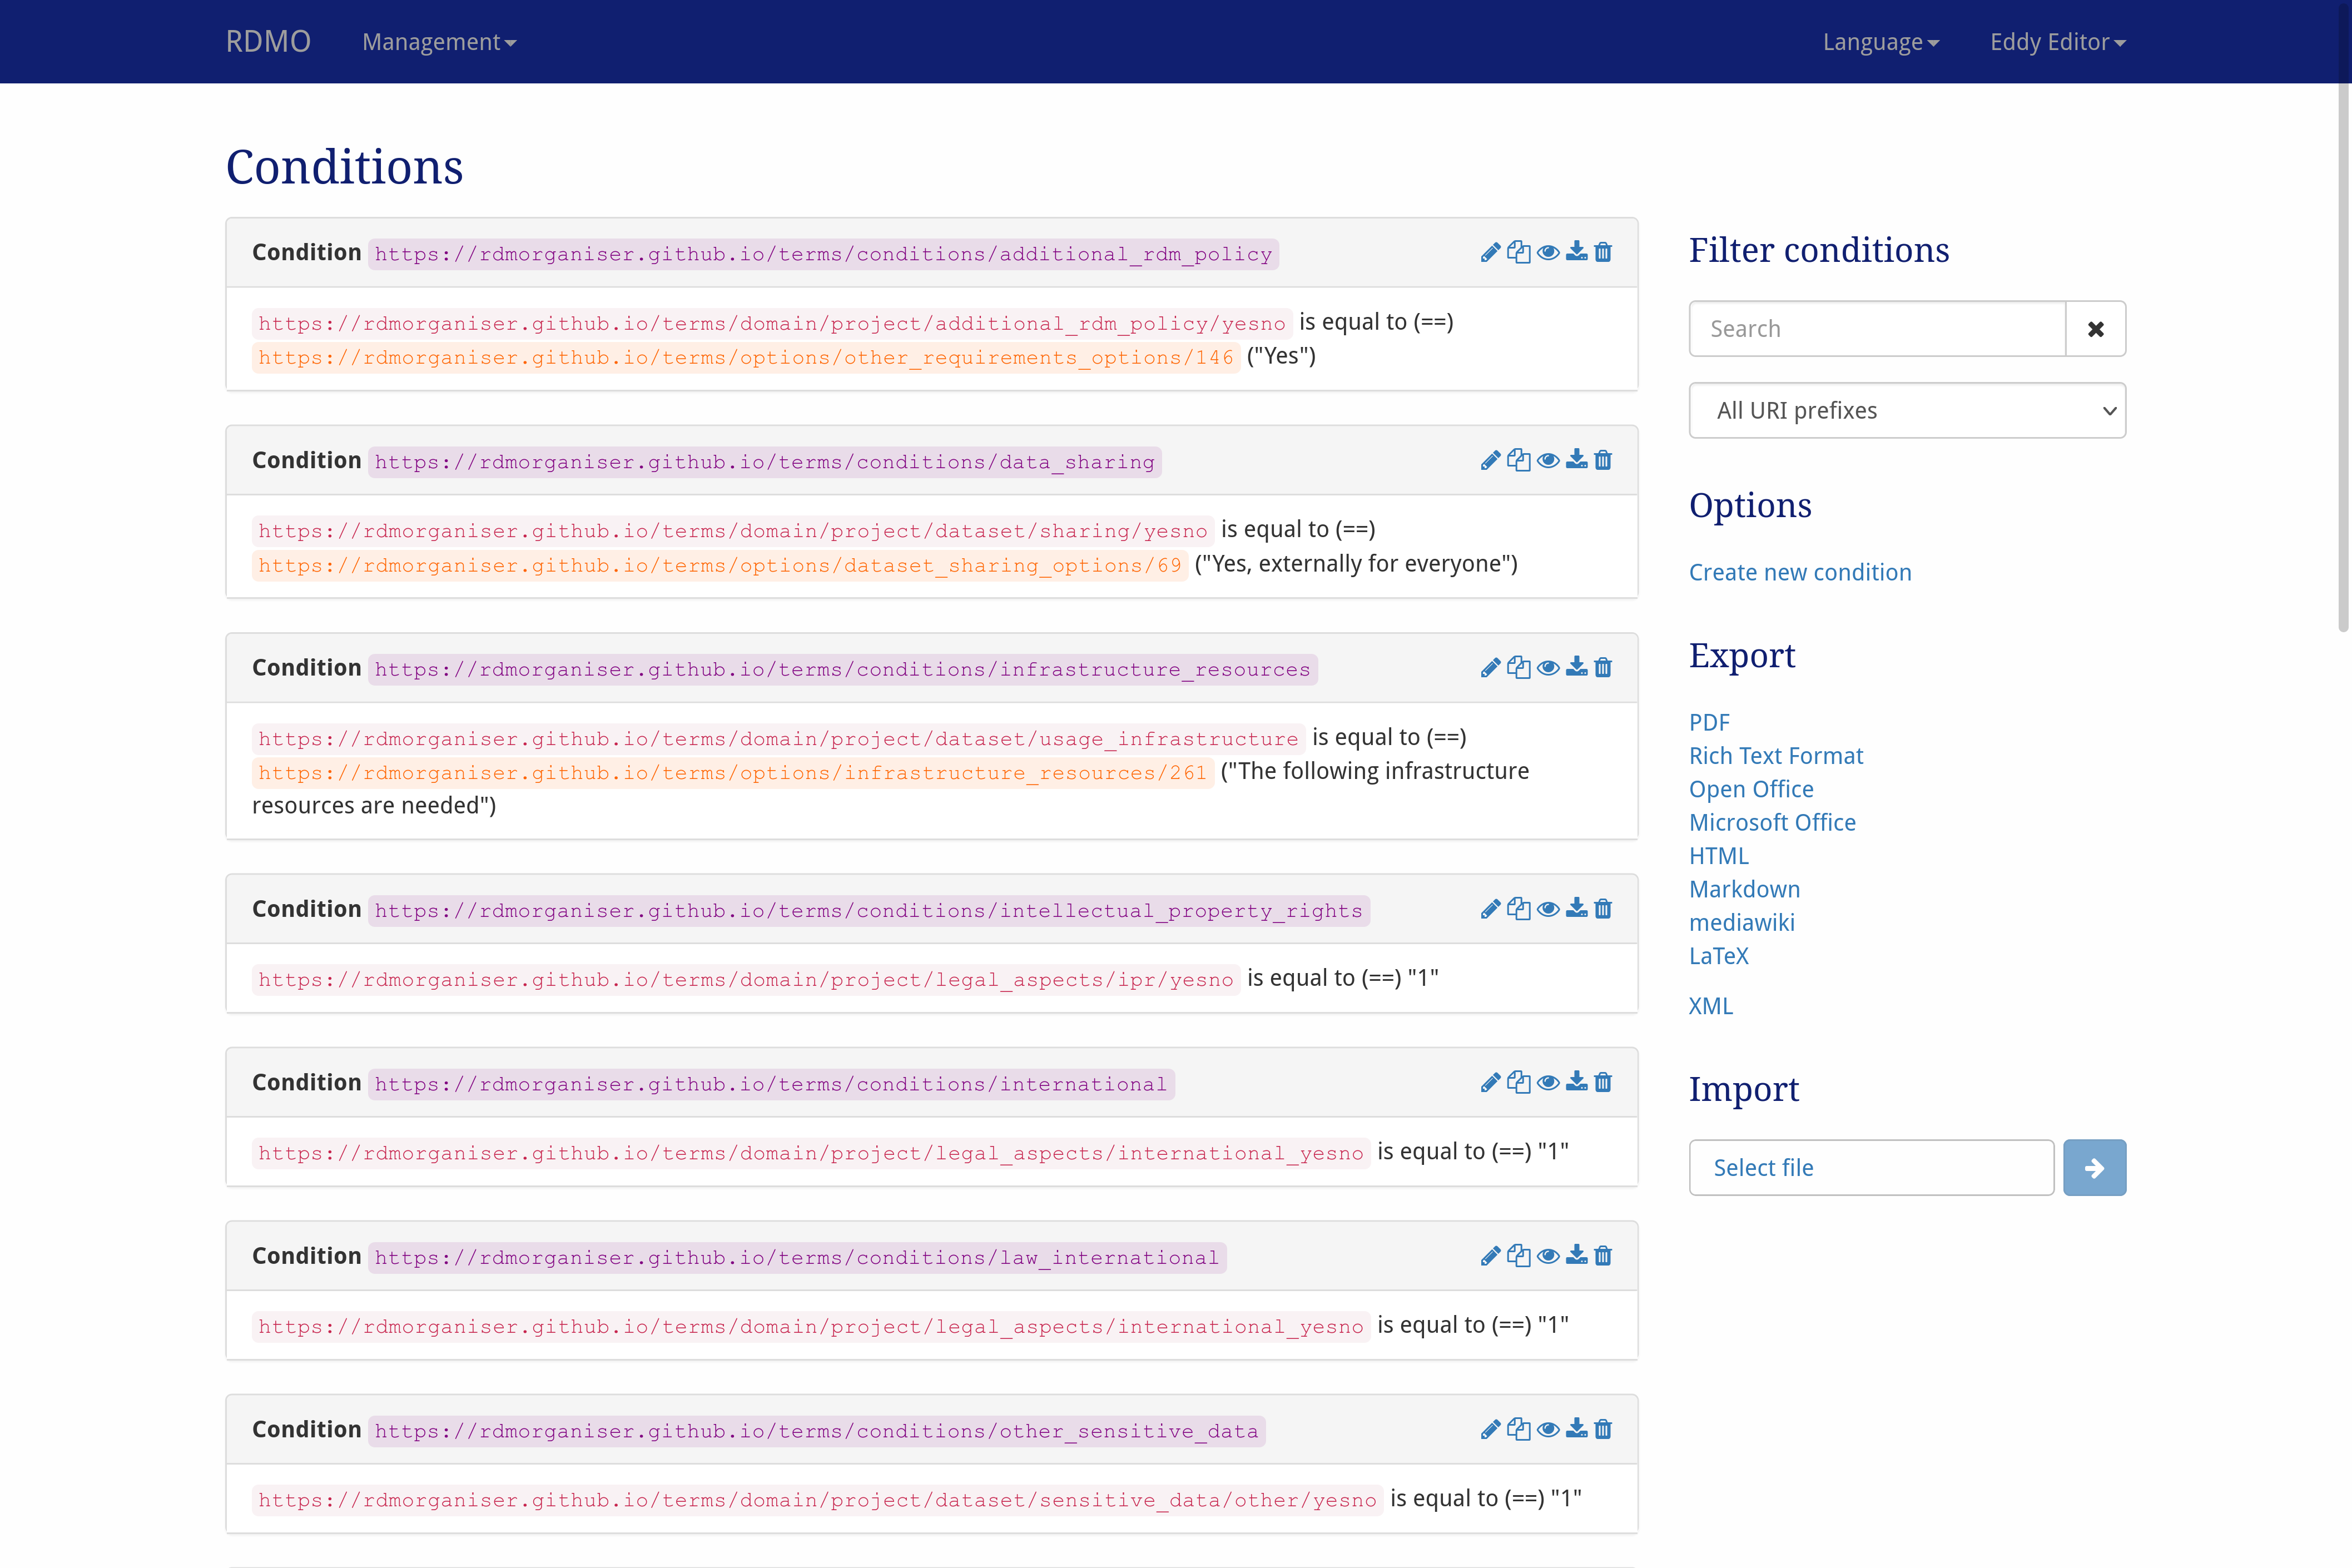 RDMO Management Language Eddy Editor
Conditions
Condition https://rdmorganiser.github.io/terms/conditions/additional_rdm_policy
https://rdmorganiser.github.io/terms/domain/project/additional_rdm_policy/yesno is equal to (==)
https://rdmorganiser.github.io/terms/options/other_requirements_options/146 ("Yes")
Condition https://rdmorganiser.github.io/terms/conditions/data_sharing
https://rdmorganiser.github.io/terms/domain/project/dataset/sharing/yesno is equal to (==)
https://rdmorganiser.github.io/terms/options/dataset_sharing_options/69 ("Yes, externally for everyone")
Condition https://rdmorganiser.github.io/terms/conditions/infrastructure_resources
https://rdmorganiser.github.io/terms/domain/project/dataset/usage_infrastructure is equal to (==)
https://rdmorganiser.github.io/terms/options/infrastructure_resources/261 ("The following infrastructure
resources are needed")
Condition https://rdmorganiser.github.io/terms/conditions/intellectual_property_rights
https://rdmorganiser.github.io/terms/domain/project/legal_aspects/ipr/yesno is equal to (==) "1"
Condition https://rdmorganiser.github.io/terms/conditions/international
https://rdmorganiser.github.io/terms/domain/project/legal_aspects/international_yesno is equal to (==) "1"
Condition https://rdmorganiser.github.io/terms/conditions/law_international
https://rdmorganiser.github.io/terms/domain/project/legal_aspects/international_yesno is equal to (==) "1"
Condition https://rdmorganiser.github.io/terms/conditions/other_sensitive_data
https://rdmorganiser.github.io/terms/domain/project/dataset/sensitive_data/other/yesno is equal to (==) "1"
Filter conditions
Search
All URI prefixes
Options
Create new condition
Export
PDF
Rich Text Format
Open Office
Microsoft Office
HTML
Markdown
mediawiki
LaTeX
XML
Import
Select file